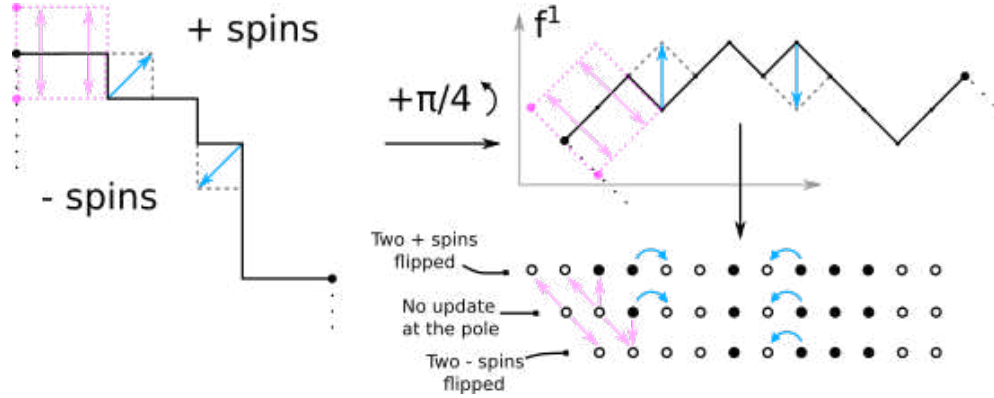 + spins
- spins
+π/4
f¹
Two + spins
flipped
No update
at the pole
Two - spins
flipped